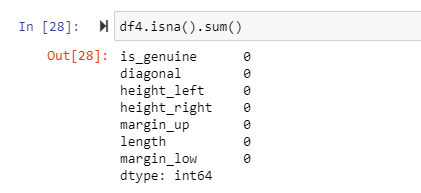 In [28]: df4.isna().sum()
Out[28]: is_genuine 0
diagonal 0
height_left 0
height_right 0
margin_up 0
length 0
margin_low 0
dtype: int64